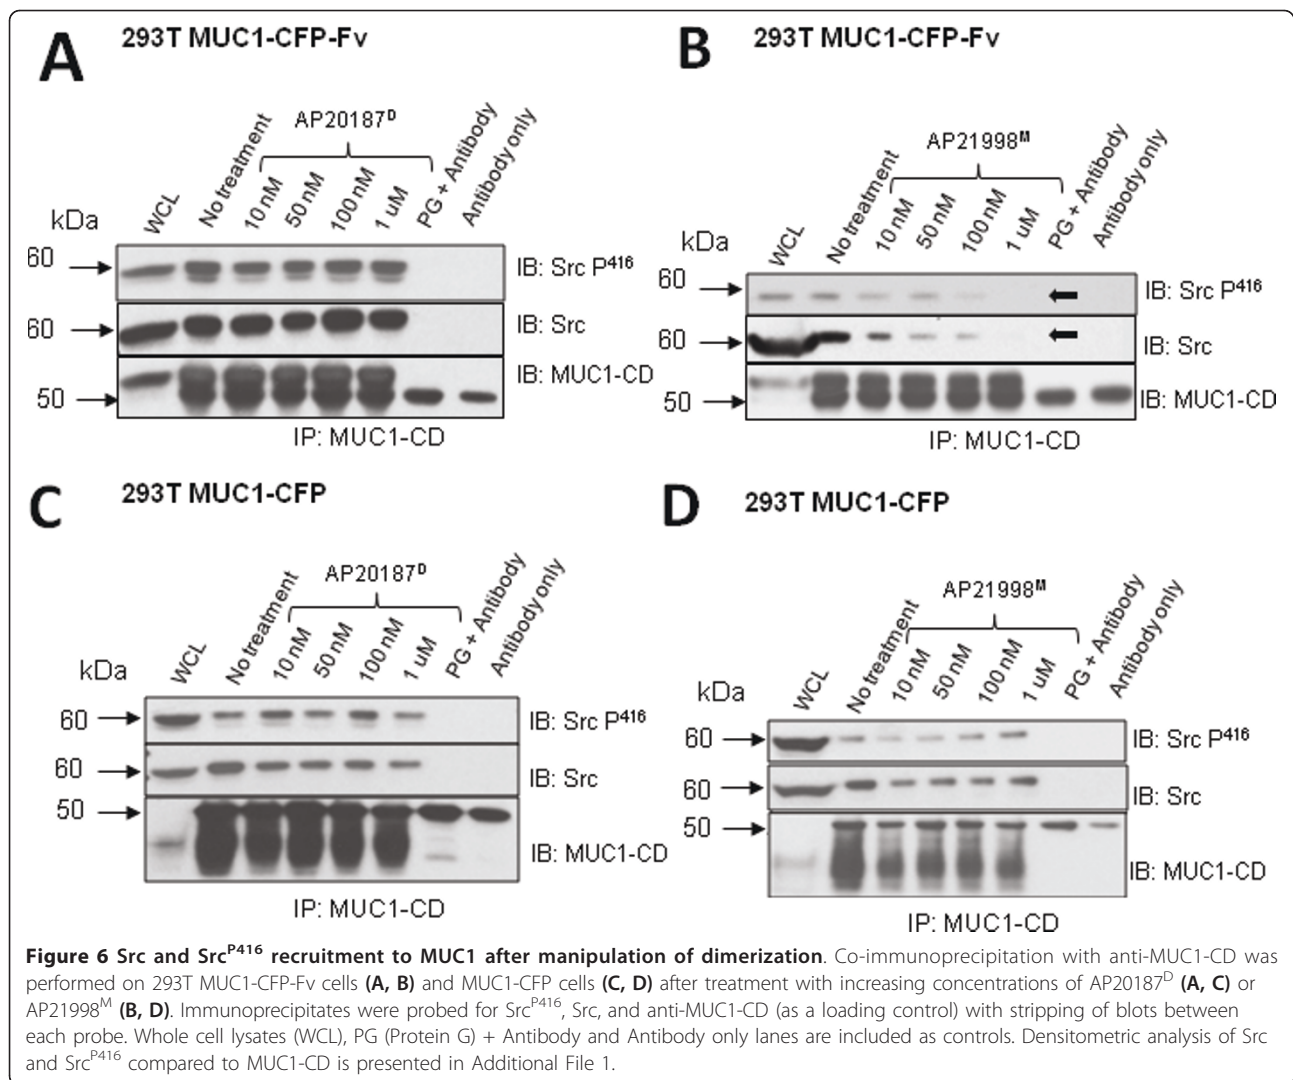 A
293T MUC1-CFP-Fv
AP20187ᴰ
kDa
WCL
No treatment
10 nM
50 nM
100 nM
1 uM
PG + Antibody
Antibody only
60
IB: Src P⁴¹⁶
60
IB: Src
50
IB: MUC1-CD
IP: MUC1-CD
B
293T MUC1-CFP-Fv
AP21998ᴹ
kDa
WCL
No treatment
10 nM
50 nM
100 nM
1 uM
PG + Antibody
Antibody only
60
IB: Src P⁴¹⁶
60
IB: Src
50
IB: MUC1-CD
IP: MUC1-CD
C
293T MUC1-CFP
AP20187ᴰ
kDa
WCL
No treatment
10 nM
50 nM
100 nM
1 uM
PG + Antibody
Antibody only
60
IB: Src P⁴¹⁶
60
IB: Src
50
IB: MUC1-CD
IP: MUC1-CD
D
293T MUC1-CFP
AP21998ᴹ
kDa
WCL
No treatment
10 nM
50 nM
100 nM
1 uM
PG + Antibody
Antibody only
60
IB: Src P⁴¹⁶
60
IB: Src
50
IB: MUC1-CD
IP: MUC1-CD
Figure 6 Src and Srcᴾ⁴¹⁶ recruitment to MUC1 after manipulation of dimerization. Co-immunoprecipitation with anti-MUC1-CD was
performed on 293T MUC1-CFP-Fv cells (A, B) and MUC1-CFP cells (C, D) after treatment with increasing concentrations of AP20187ᴰ (A, C) or
AP21998ᴹ (B, D). Immunoprecipitates were probed for Srcᴾ⁴¹⁶, Src, and anti-MUC1-CD (as a loading control) with stripping of blots between
each probe. Whole cell lysates (WCL), PG (Protein G) + Antibody and Antibody only lanes are included as controls. Densitometric analysis of Src
and Srcᴾ⁴¹⁶ compared to MUC1-CD is presented in Additional File 1.